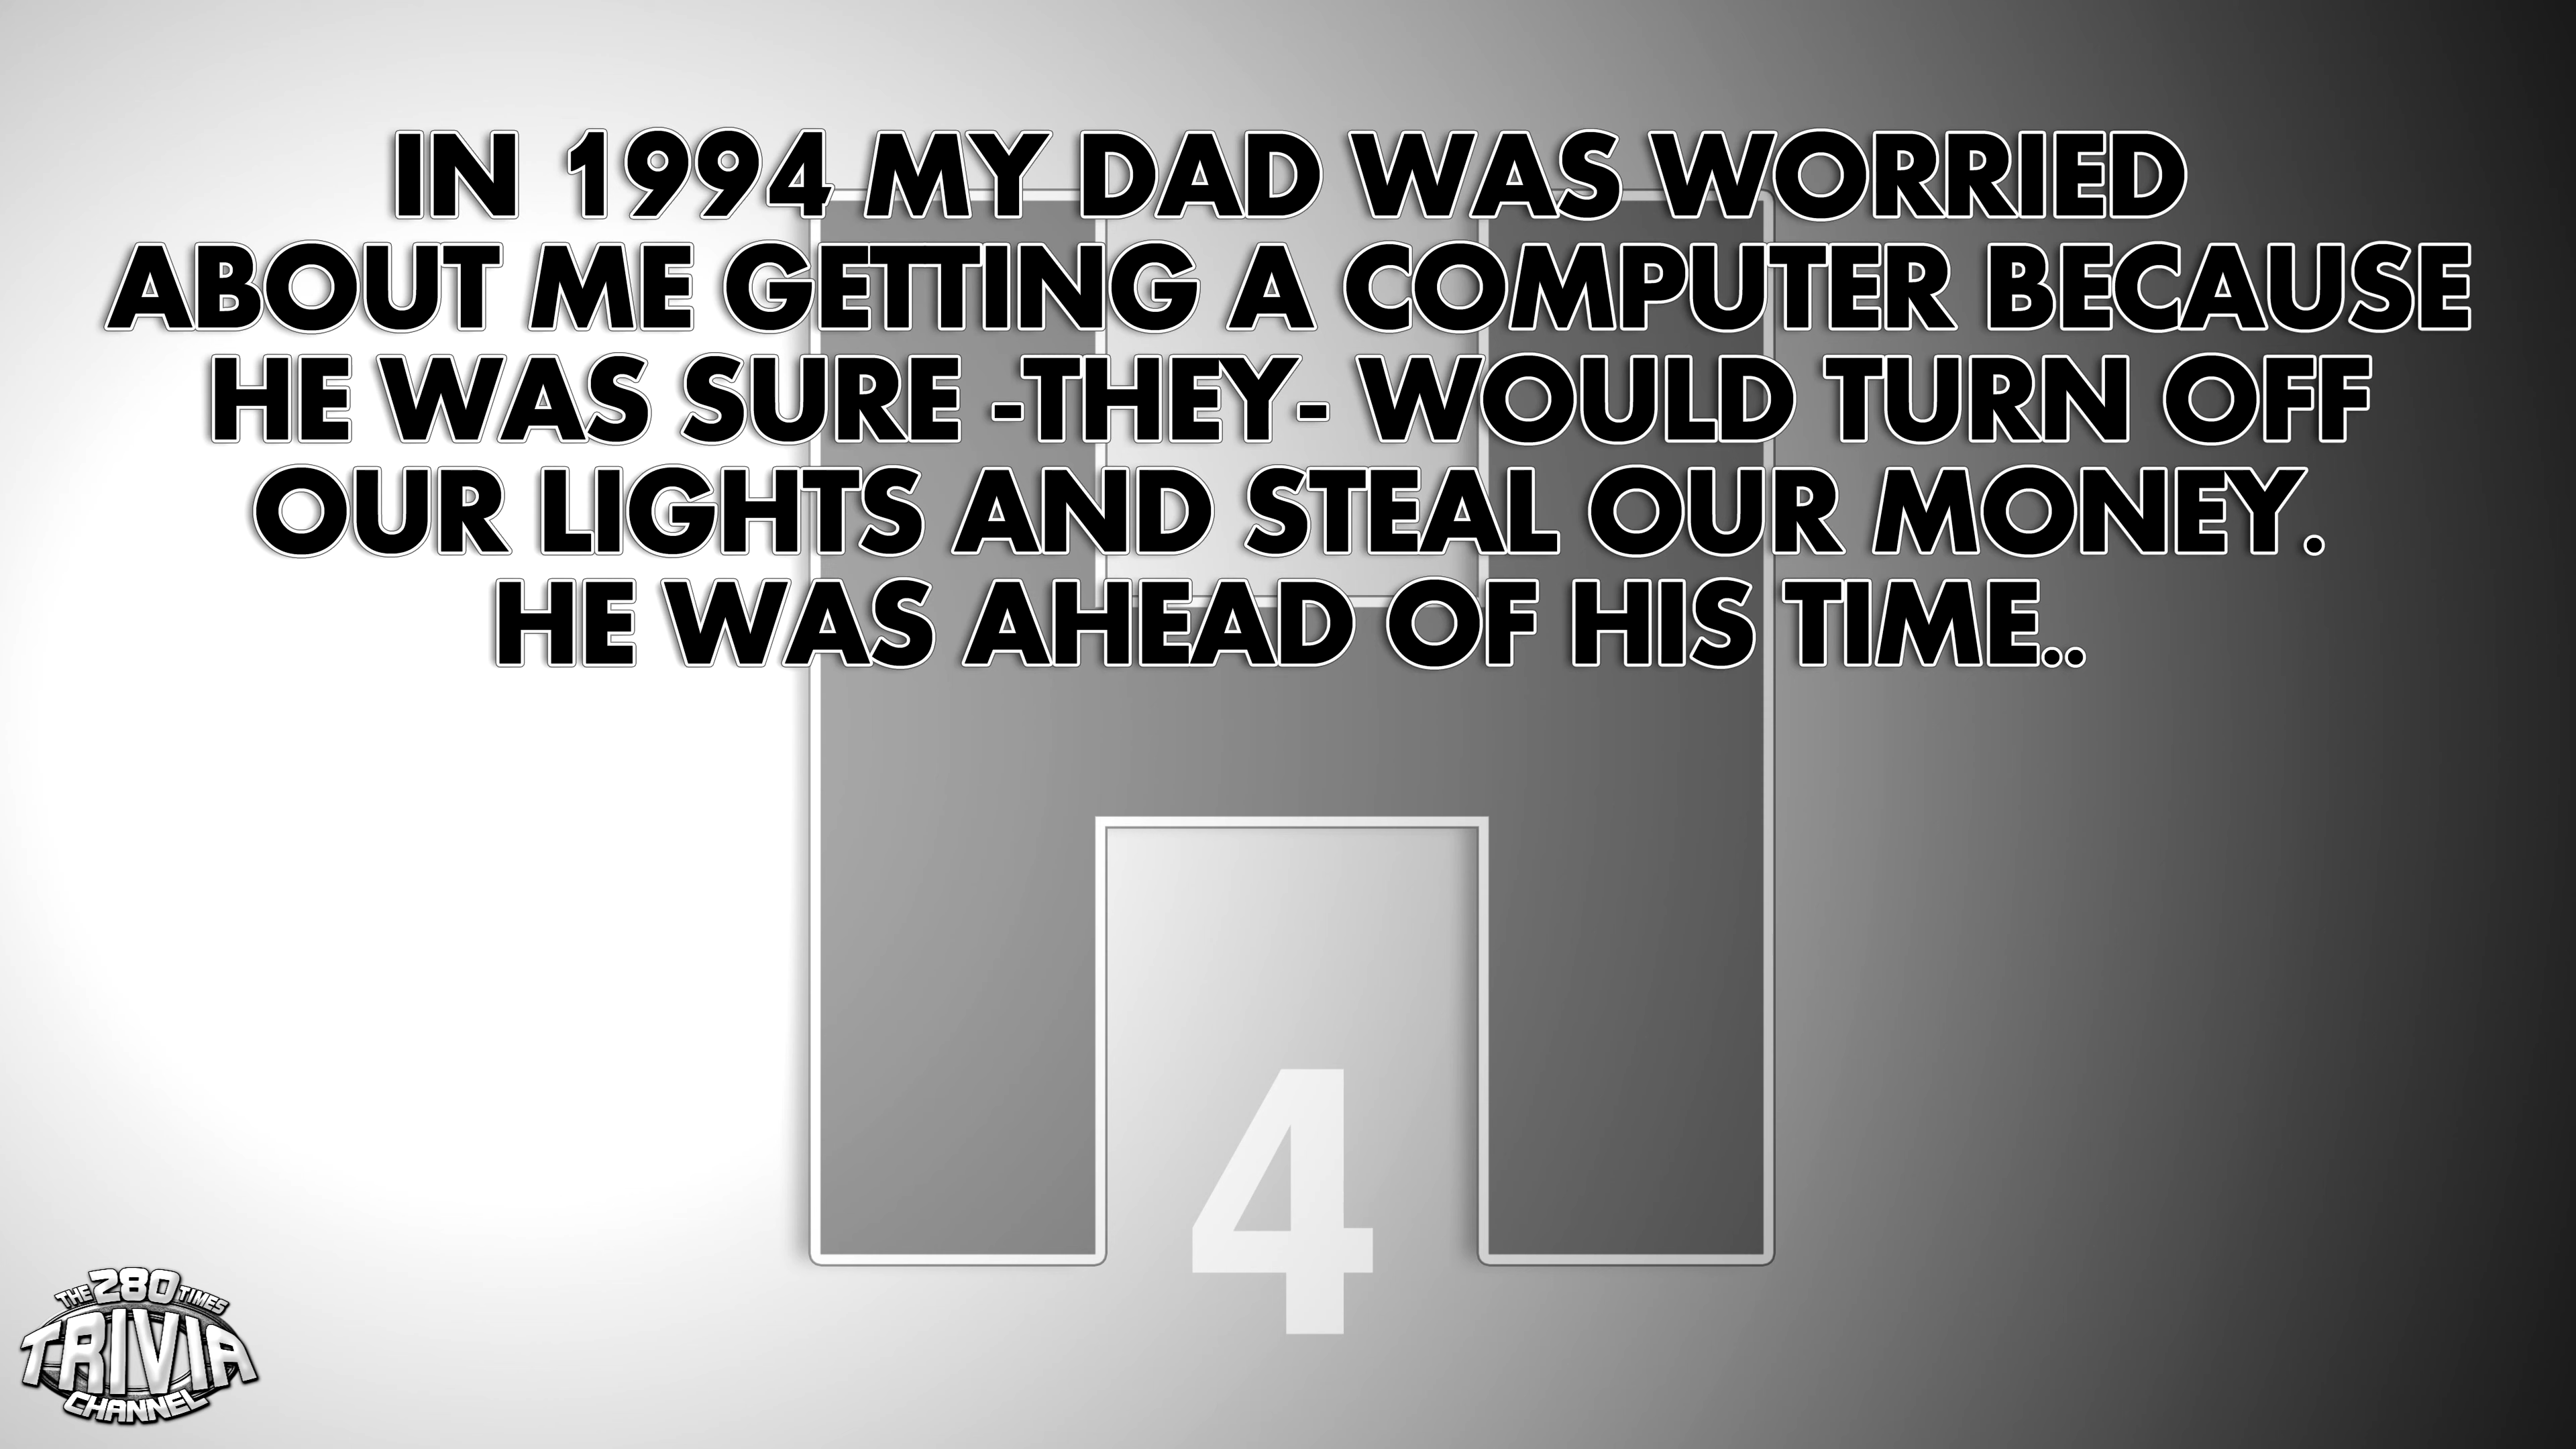 IN 1994 MY DAD WAS WORRIED
ABOUT ME GETTING A COMPUTER BECAUSE
HE WAS SURE -THEY- WOULD TURN OFF
OUR LIGHTS AND STEAL OUR MONEY.
HE WAS AHEAD OF HIS TIME..
H
4
THE 280 TIMES
TRIVIA
CHANNEL